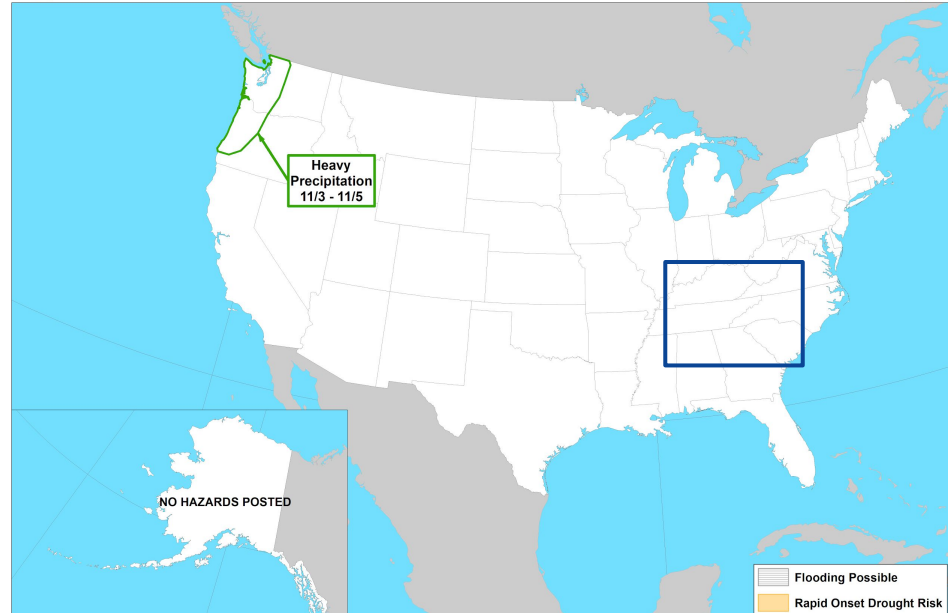 Heavy
Precipitation
11/3 - 11/5
NO HAZARDS POSTED
Flooding Possible
Rapid Onset Drought Risk